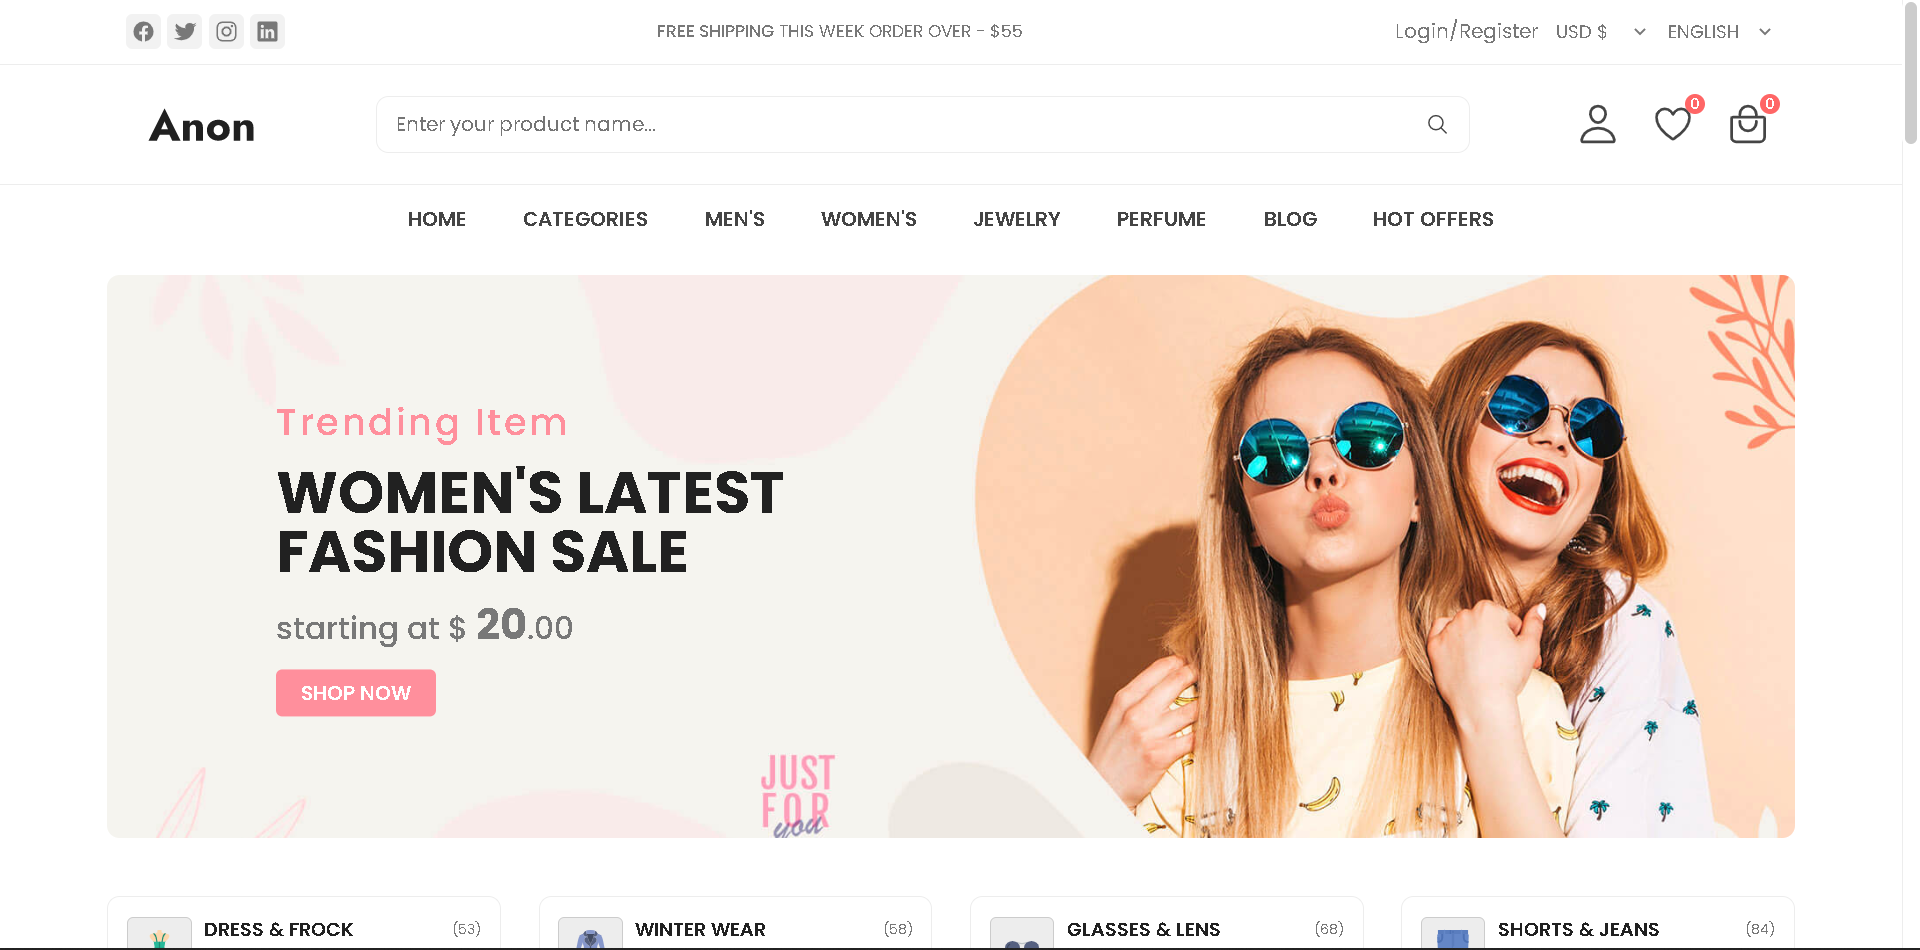 FREE SHIPPING THIS WEEK ORDER OVER - $55
Login/Register USD $ ENGLISH
Anon
Enter your product name...
0
0
HOME CATEGORIES MEN'S WOMEN'S JEWELRY PERFUME BLOG HOT OFFERS
Trending Item
WOMEN'S LATEST
FASHION SALE
starting at $ 20.00
SHOP NOW
JUST
FOR
you
DRESS & FROCK (53)
WINTER WEAR (58)
GLASSES & LENS (68)
SHORTS & JEANS (84)